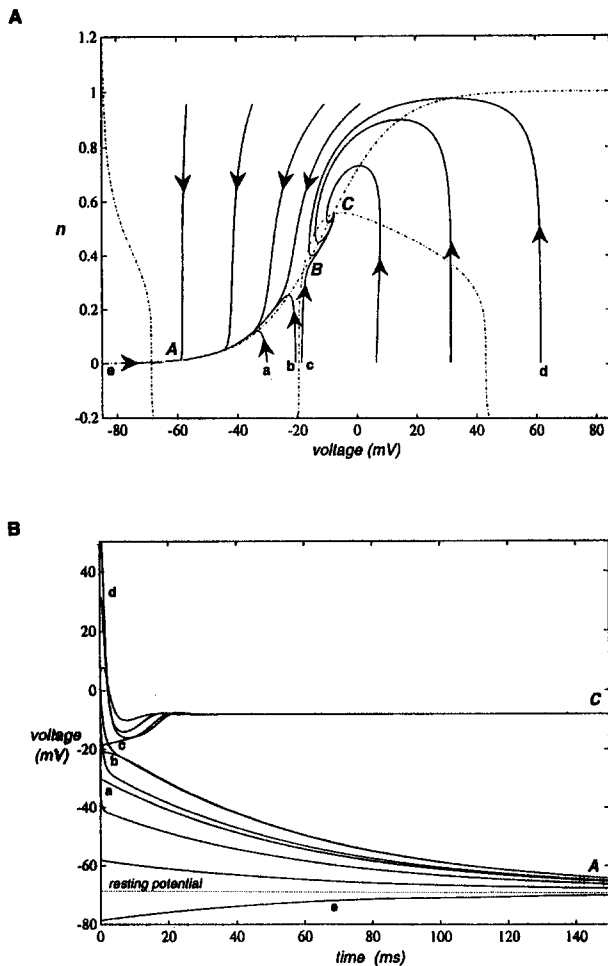 A
1.2
1
0.8
n
0.6
0.4
0.2
0
-0.2
A
B
C
e
a
b
c
d
-80
-60
-40
-20
0
20
40
60
80
voltage (mV)
B
40
20
0
voltage
(mV)
-20
-40
-60
-80
d
c
b
a
C
A
resting potential
e
0
20
40
60
80
100
120
140
time (ms)